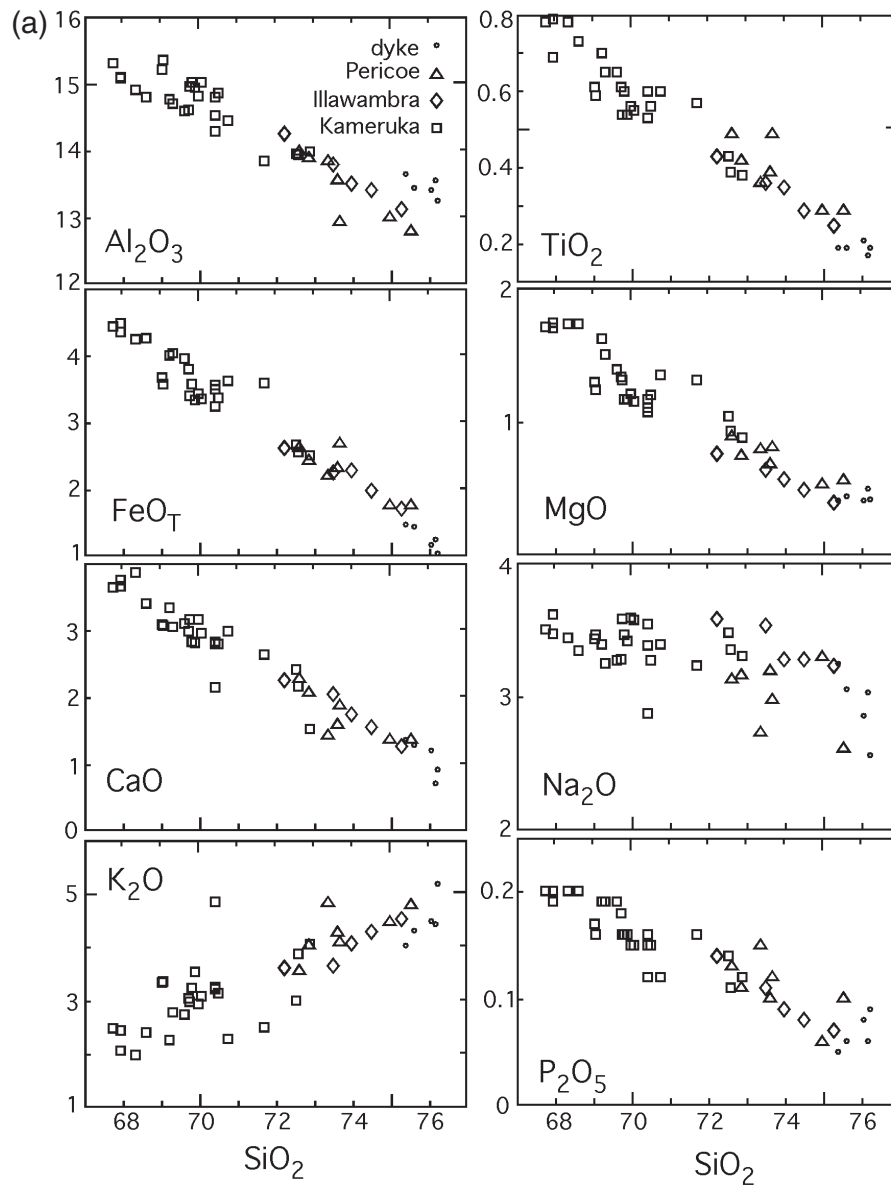 (a)
16
15
14
13
12
Al₂O₃
dyke
Pericoe
Illawambra
Kameruka
0.8
0.6
0.4
0.2
TiO₂
4
3
2
1
FeO_T
2
1
MgO
3
2
1
0
CaO
4
3
2
Na₂O
K₂O
5
3
1
0.2
0.1
0
P₂O₅
68 70 72 74 76
SiO₂
68 70 72 74 76
SiO₂